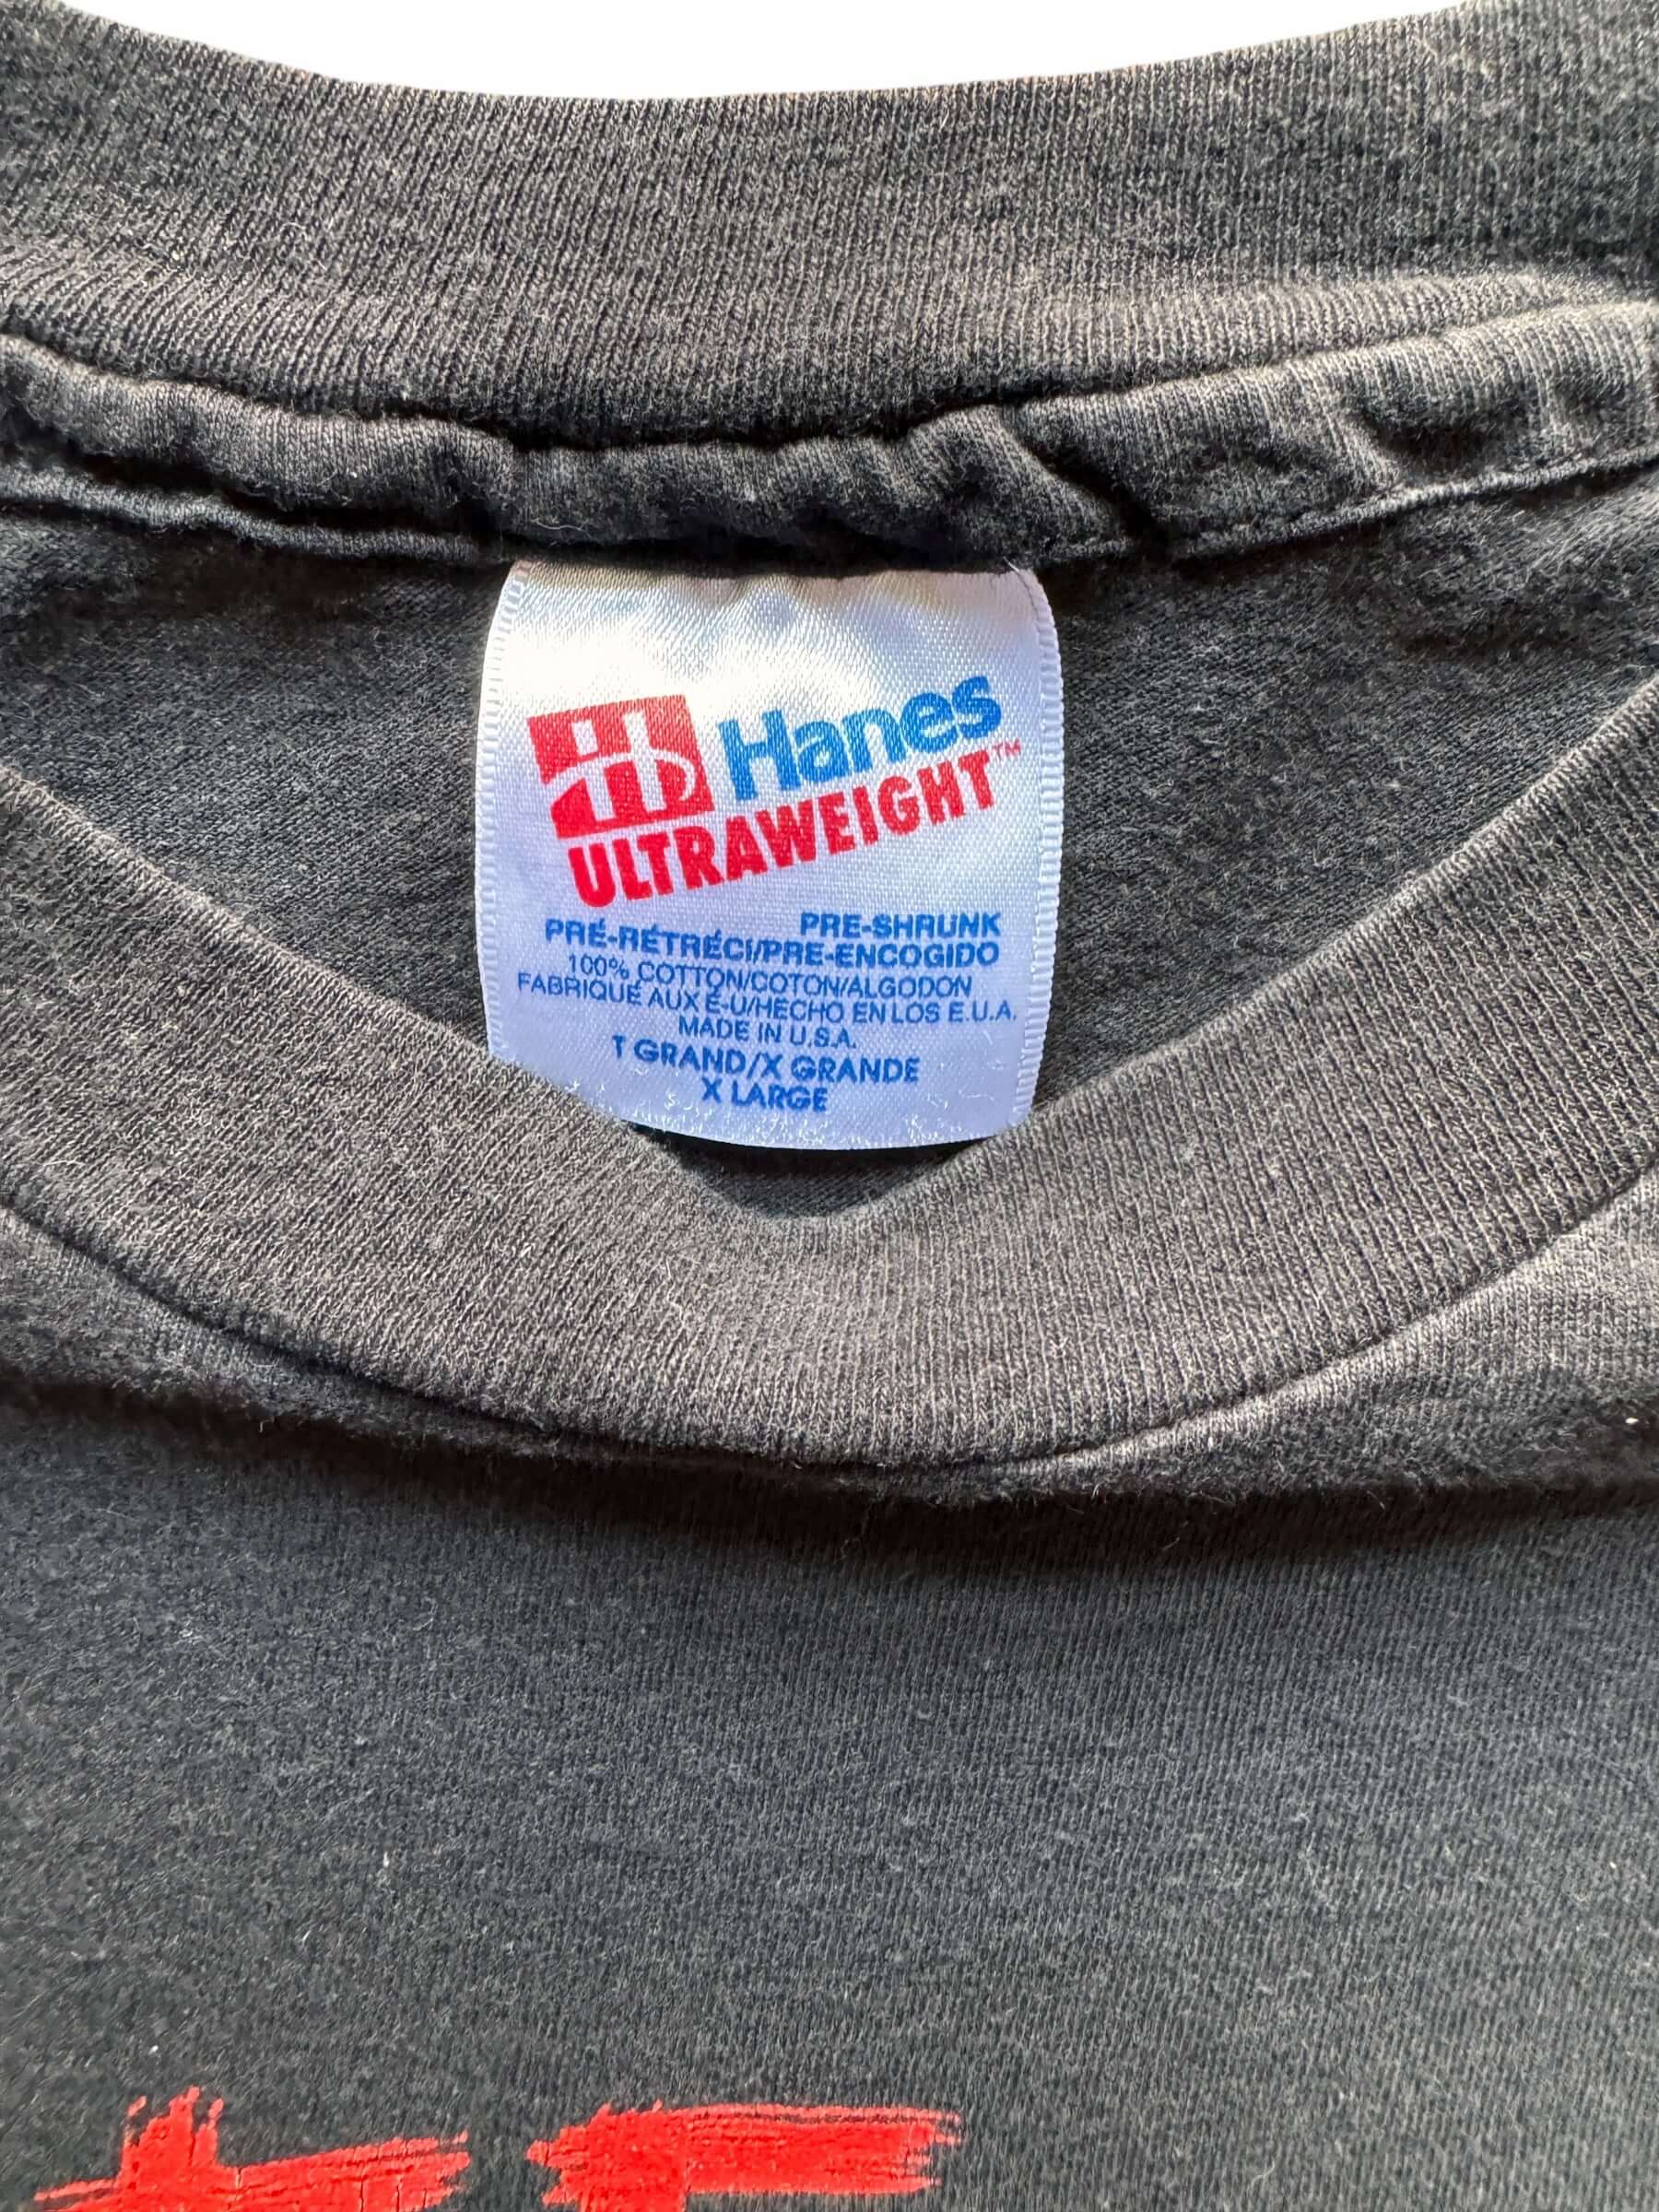 Hanes
ULTRAWEIGHT™
PRE-SHRUNK
PRÉ-RÉTRÉCI/PRE-ENCOGIDO
100% COTTON/COTON/ALGODON
FABRIQUÉ AUX É-U/HECHO EN LOS E.U.A.
MADE IN U.S.A.
T GRAND/X GRANDE
X LARGE